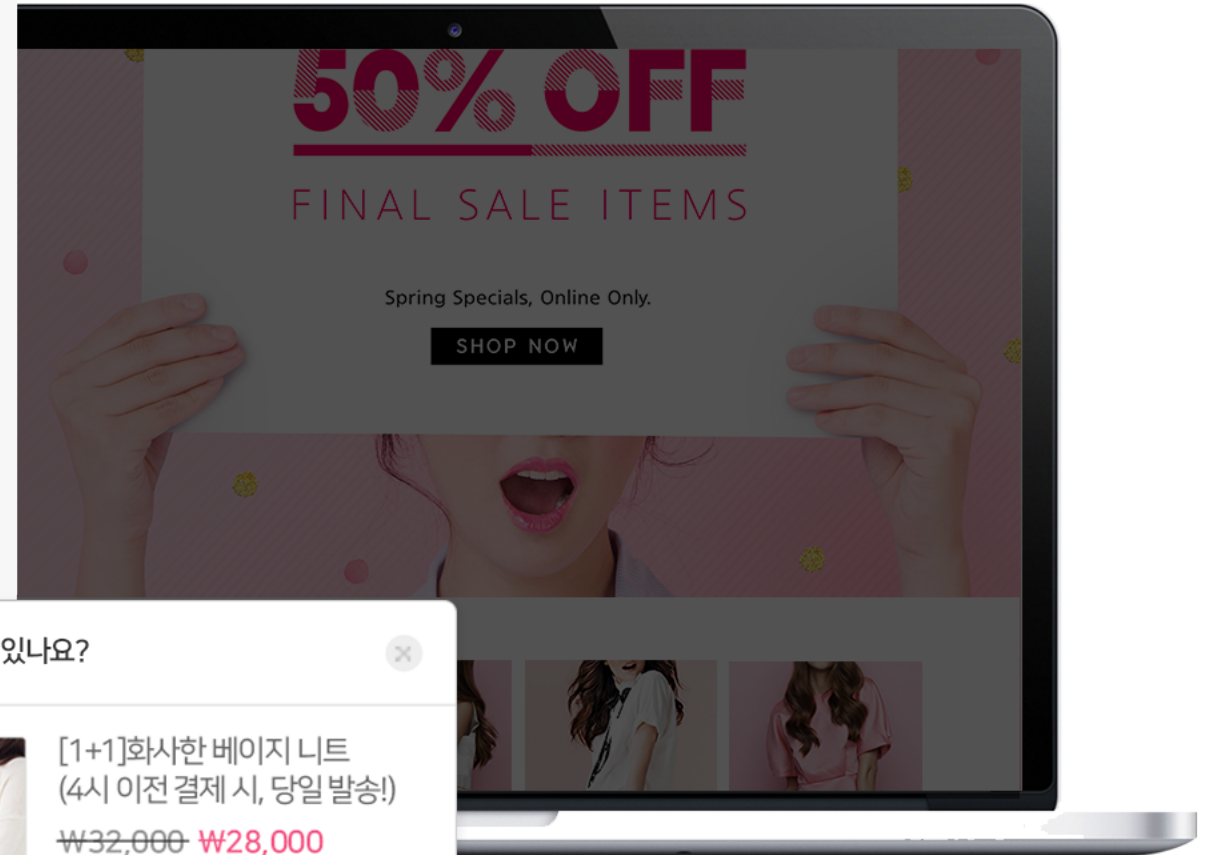 50% OFF
FINAL SALE ITEMS
Spring Specials, Online Only.
SHOP NOW
있나요?
[1+1]화사한 베이지 니트
(4시 이전 결제 시, 당일 발송!)
₩32,000 ₩28,000